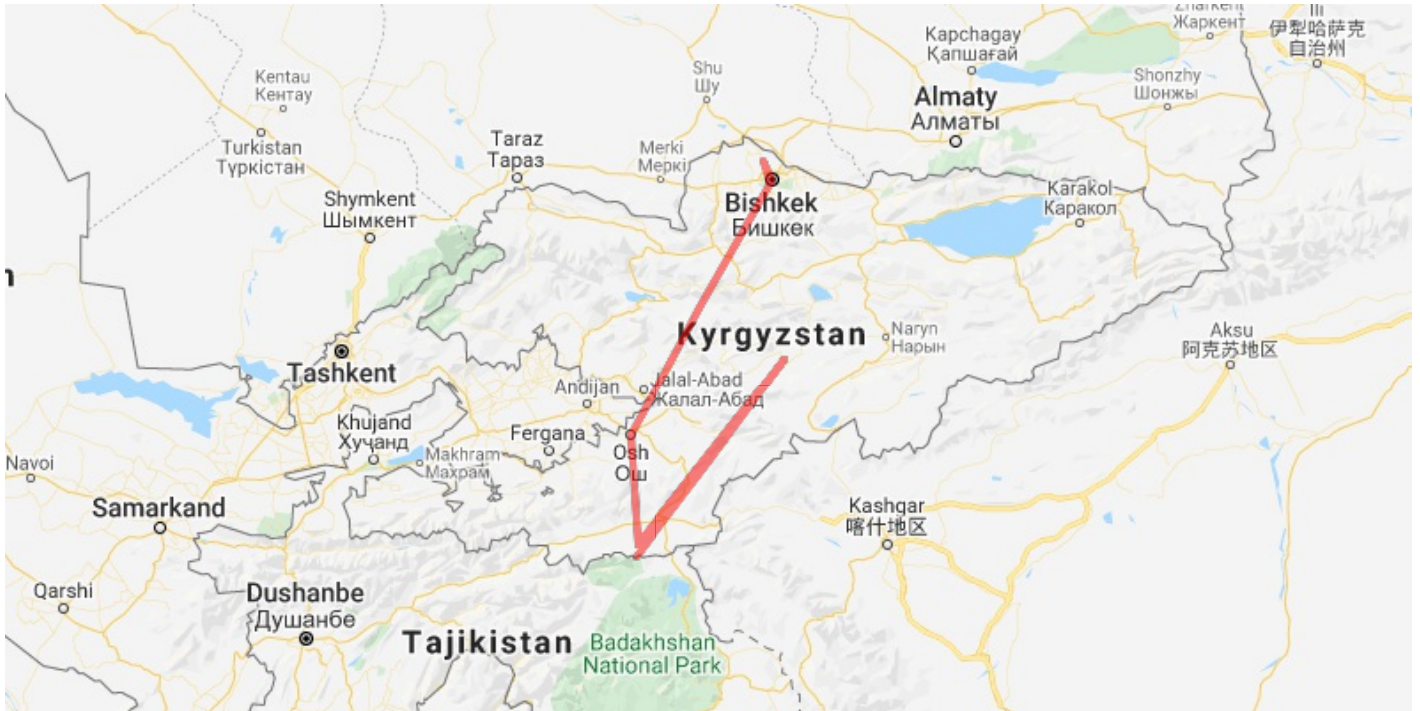 Zharkent
Жаркент
Ili
伊犁哈萨克
自治州
Kapchagay
Қапшағай
Kentau
Кентау
Shu
Шу
Shonzhy
Шонжы
Almaty
Алматы
Turkistan
Түркістан
Taraz
Тараз
Merki
Меркі
Shymkent
Шымкент
Bishkek
Бишкек
Karakol
Каракол
n
Kyrgyzstan
Naryn
Нарын
Aksu
阿克苏地区
Tashkent
Andijan
Jalal-Abad
Жалал-Абад
Khujand
Хуҷанд
Fergana
Osh
Ош
Makhram
Махрам
Navoi
Samarkand
Kashgar
喀什地区
Qarshi
Dushanbe
Душанбе
Tajikistan
Badakhshan
National Park